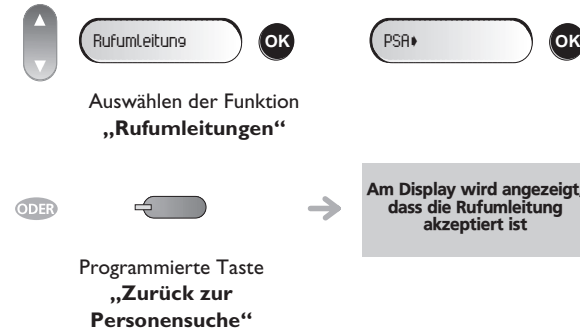 Rufumleitung
OK
PSA
OK
Auswählen der Funktion
„Rufumleitungen“
ODER
Am Display wird angezeigt,
dass die Rufumleitung
akzeptiert ist
Programmierte Taste
„Zurück zur
Personensuche“